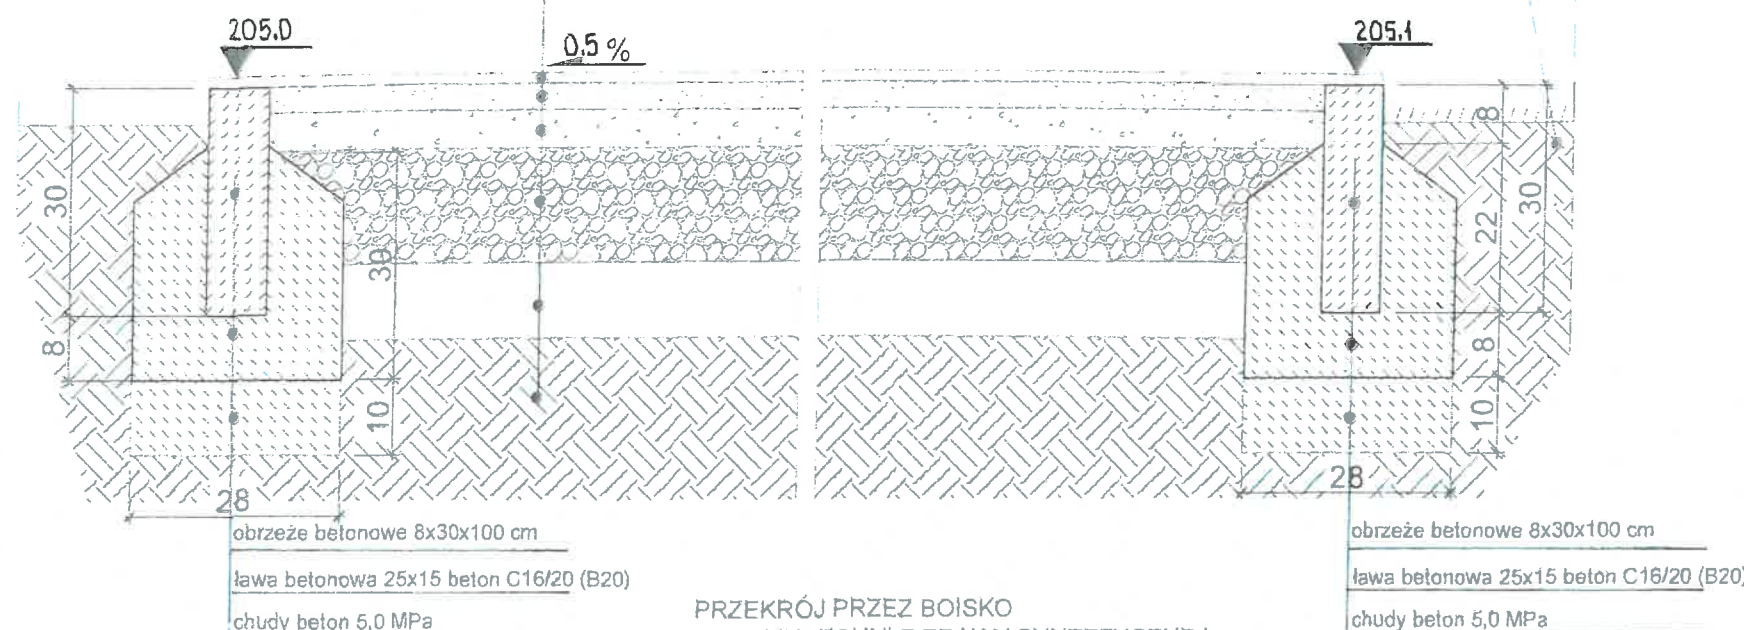 205.0
0.5 %
205.1
30
8
30
10
28
8
22
30
8
10
28
obrzeże betonowe 8x30x100 cm
ława betonowa 25x15 beton C16/20 (B20)
chudy beton 5,0 MPa
PRZEKRÓJ PRZEZ BOISKO
obrzeże betonowe 8x30x100 cm
ława betonowa 25x15 beton C16/20 (B20)
chudy beton 5,0 MPa